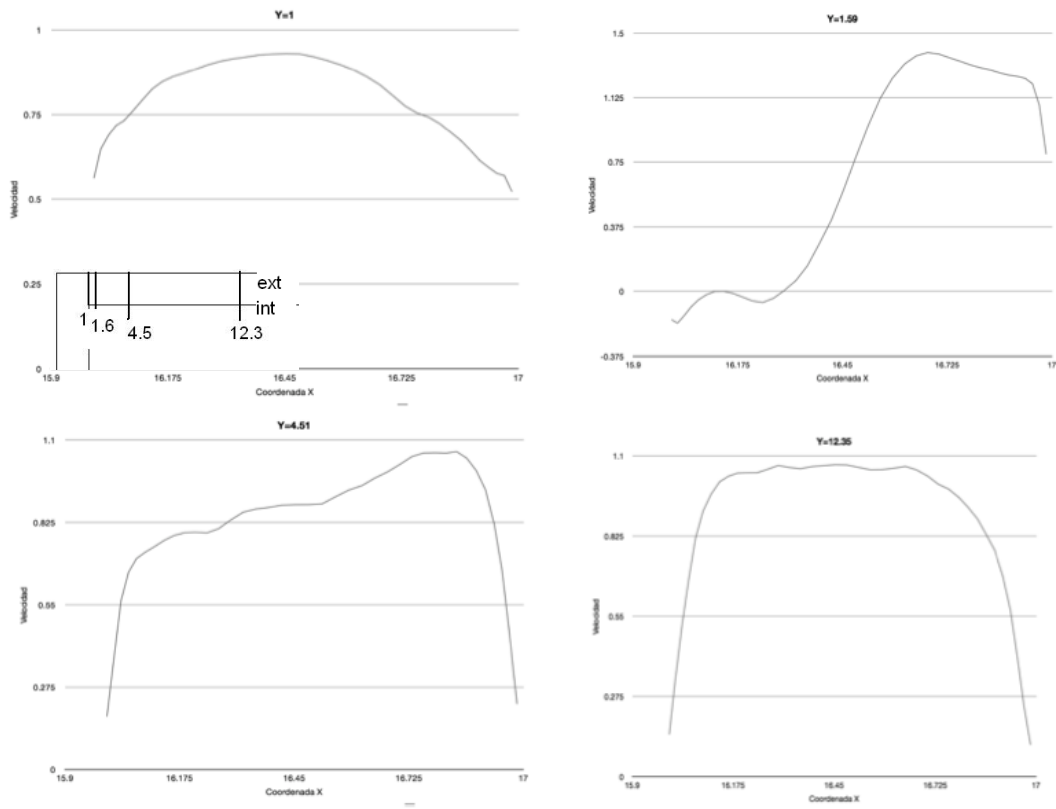 Y=1
1
0.75
0.5
0.25
0
Velocidad
ext
int
1
1.6
4.5
12.3
15.9 16.175 16.45 16.725 17
Coordenada X
Y=1.59
1.5
1.125
0.75
0.375
0
-0.375
Velocidad
15.9 16.175 16.45 16.725 17
Coordenada X
Y=4.51
1.1
0.825
0.55
0.275
0
Velocidad
15.9 16.175 16.45 16.725 17
Coordenada X
Y=12.35
1.1
0.825
0.55
0.275
0
Velocidad
15.9 16.175 16.45 16.725 17
Coordenada X